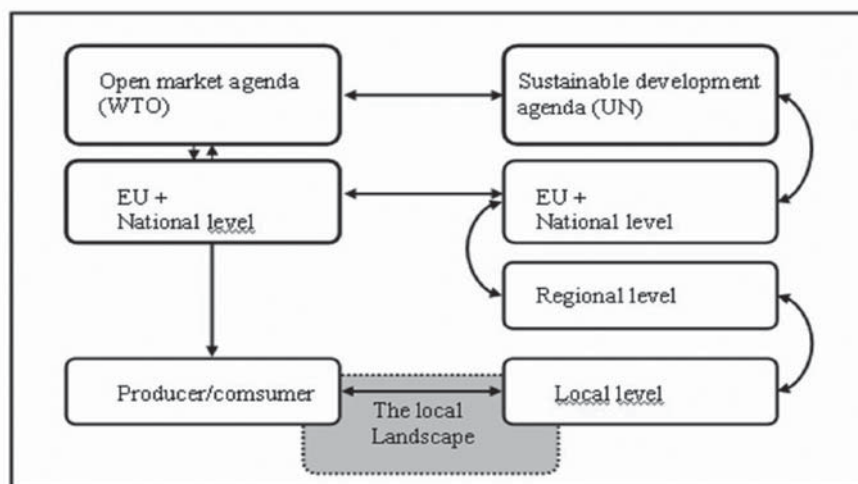 Open market agenda
(WTO)
Sustainable development
agenda (UN)
EU +
National level
EU +
National level
Regional level
Producer/comsumer
The local
Landscape
Local level